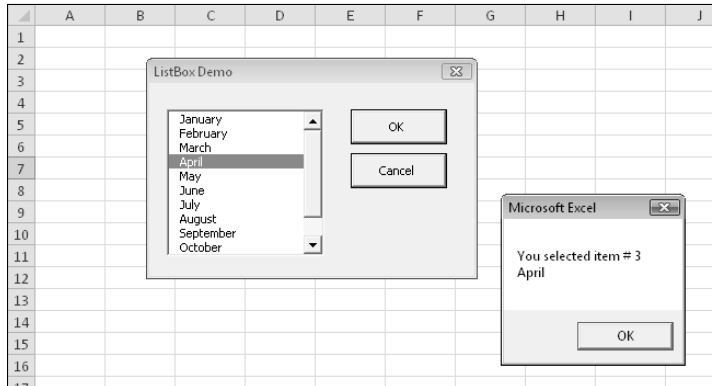 A B C D E F G H I J
1
2
3
4
5
6
7
8
9
10
11
12
13
14
15
16
17
ListBox Demo
January
February
March
April
May
June
July
August
September
October
OK
Cancel
Microsoft Excel
You selected item # 3
April
OK